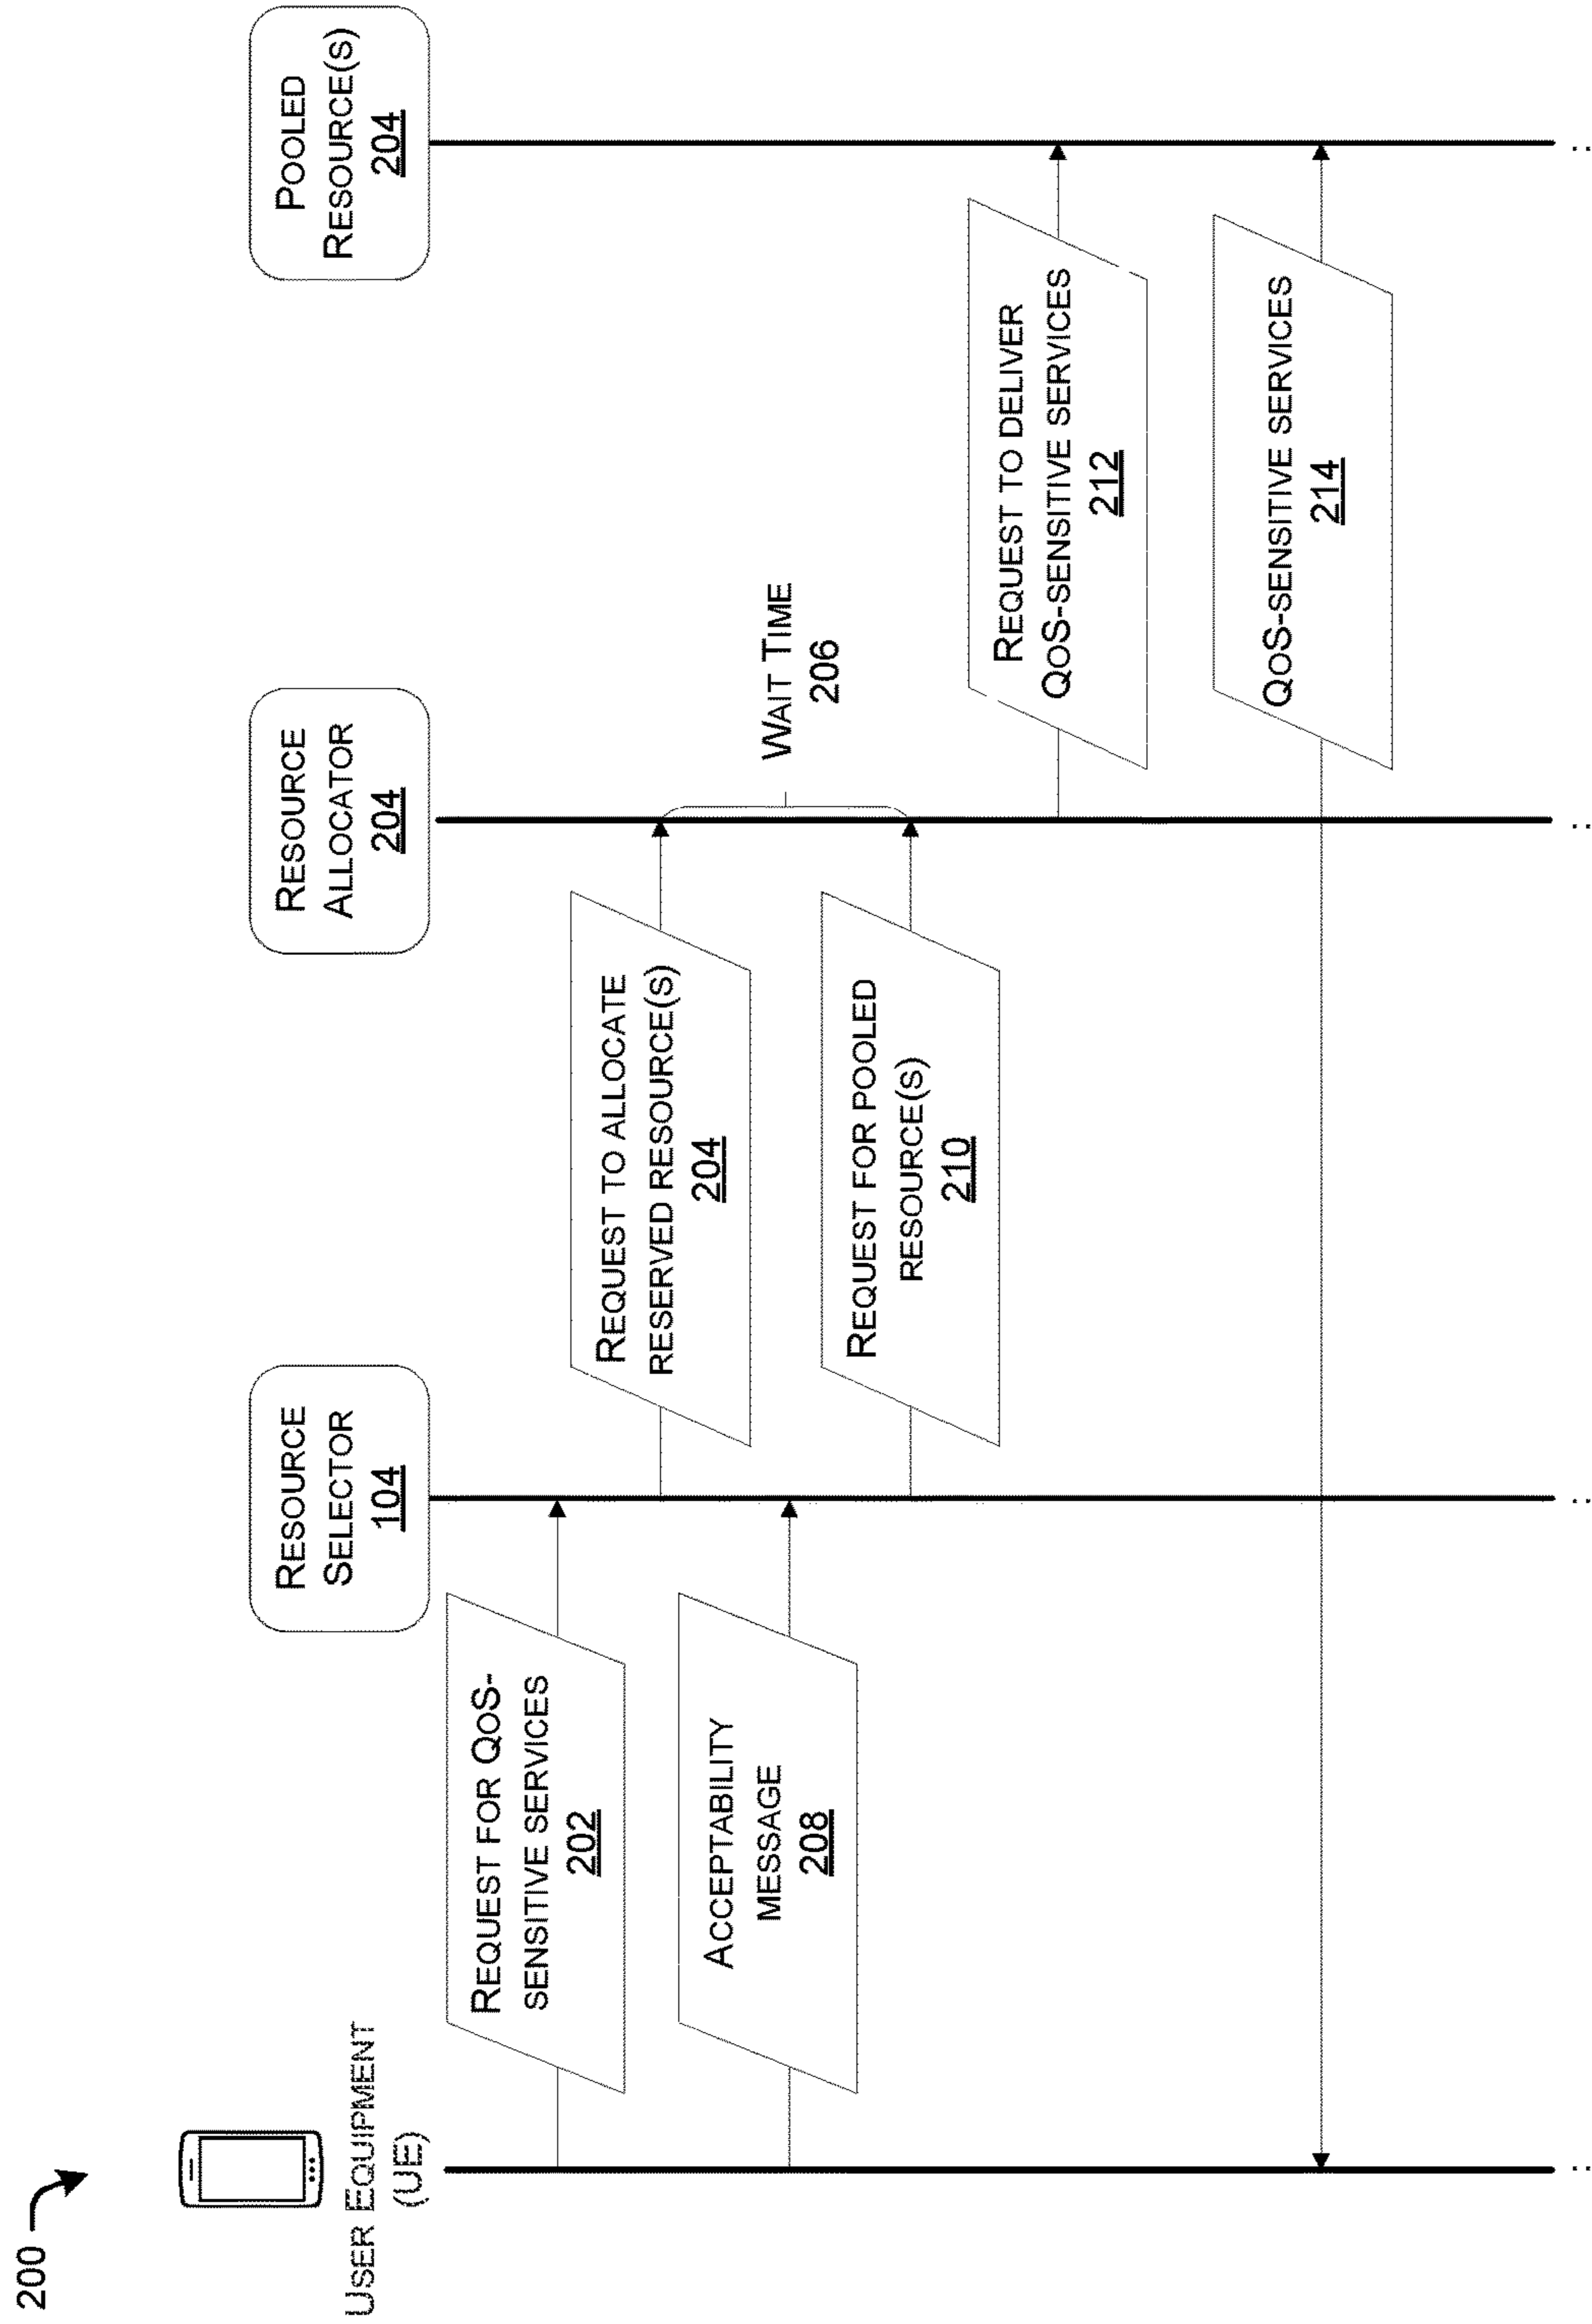 200
USER EQUIPMENT
(UE)
RESOURCE
SELECTOR
104
RESOURCE
ALLOCATOR
204
POOLED
RESOURCE(S)
204
REQUEST FOR QOS-
SENSITIVE SERVICES
202
REQUEST TO ALLOCATE
RESERVED RESOURCE(S)
204
ACCEPTABILITY
MESSAGE
208
WAIT TIME
206
REQUEST FOR POOLED
RESOURCE(S)
210
REQUEST TO DELIVER
QOS-SENSITIVE SERVICES
212
QOS-SENSITIVE SERVICES
214